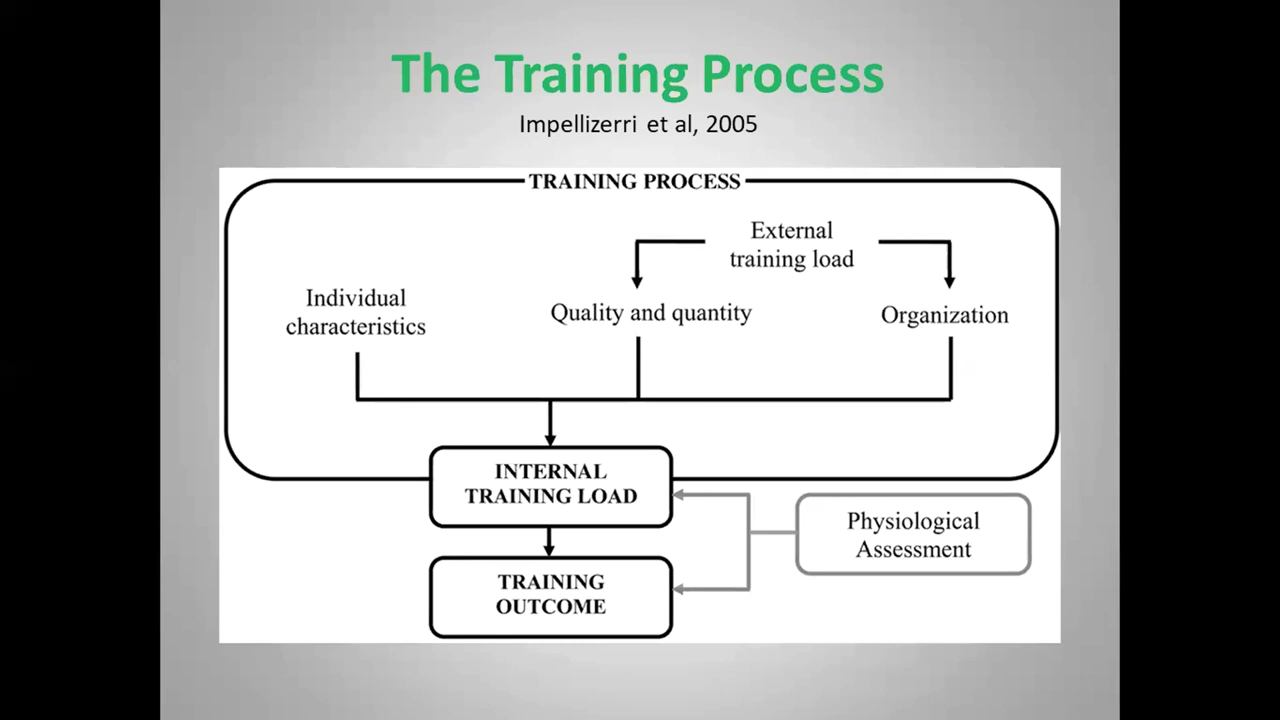 The Training Process
Impellizerri et al, 2005
TRAINING PROCESS
External
training load
Individual
characteristics
Quality and quantity
Organization
INTERNAL
TRAINING LOAD
Physiological
Assessment
TRAINING
OUTCOME